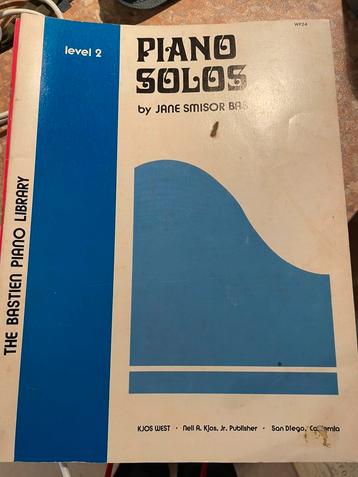 WP24
level 2
PIANO
SOLOS
by JANE SMISOR BAS
THE BASTIEN PIANO LIBRARY
KJOS WEST · Neil A. Kjos, Jr. Publisher · San Diego, California